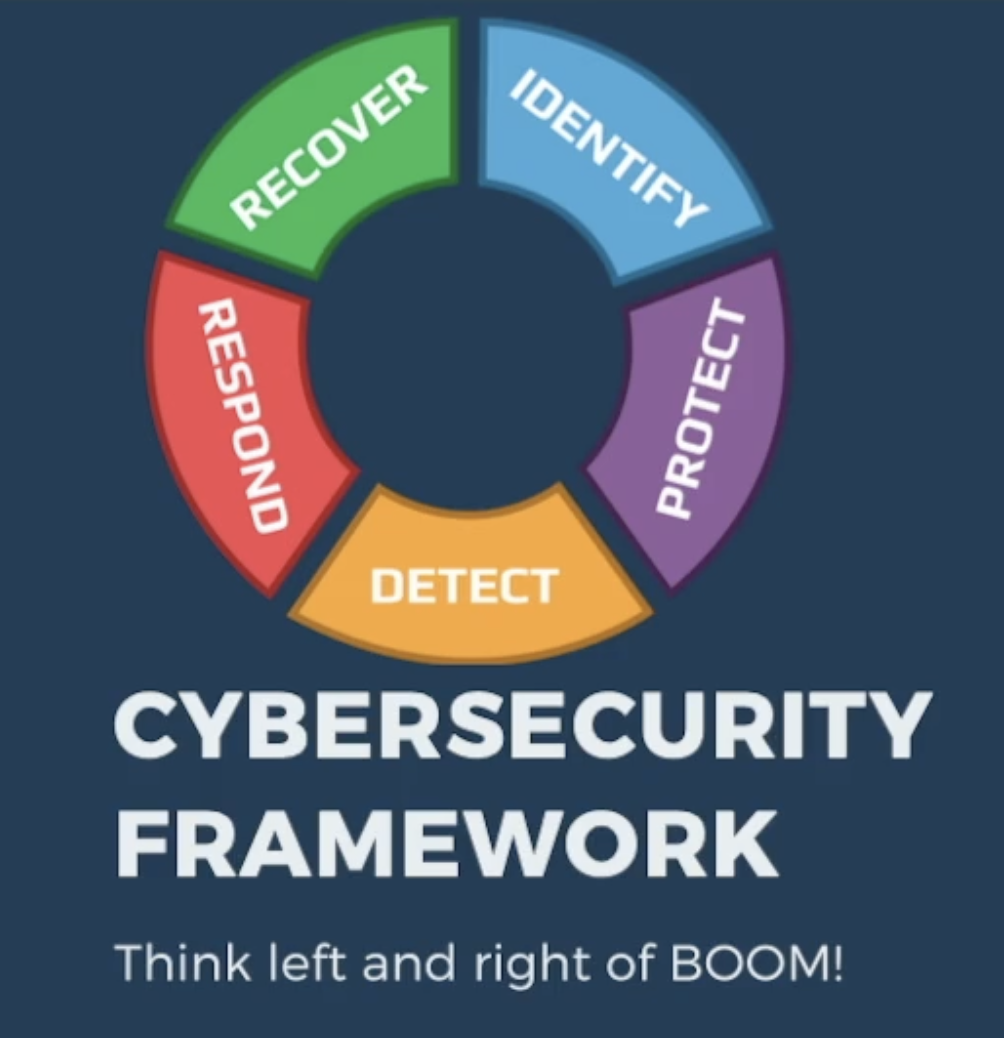 RECOVER
IDENTIFY
RESPOND
PROTECT
DETECT
CYBERSECURITY
FRAMEWORK
Think left and right of BOOM!